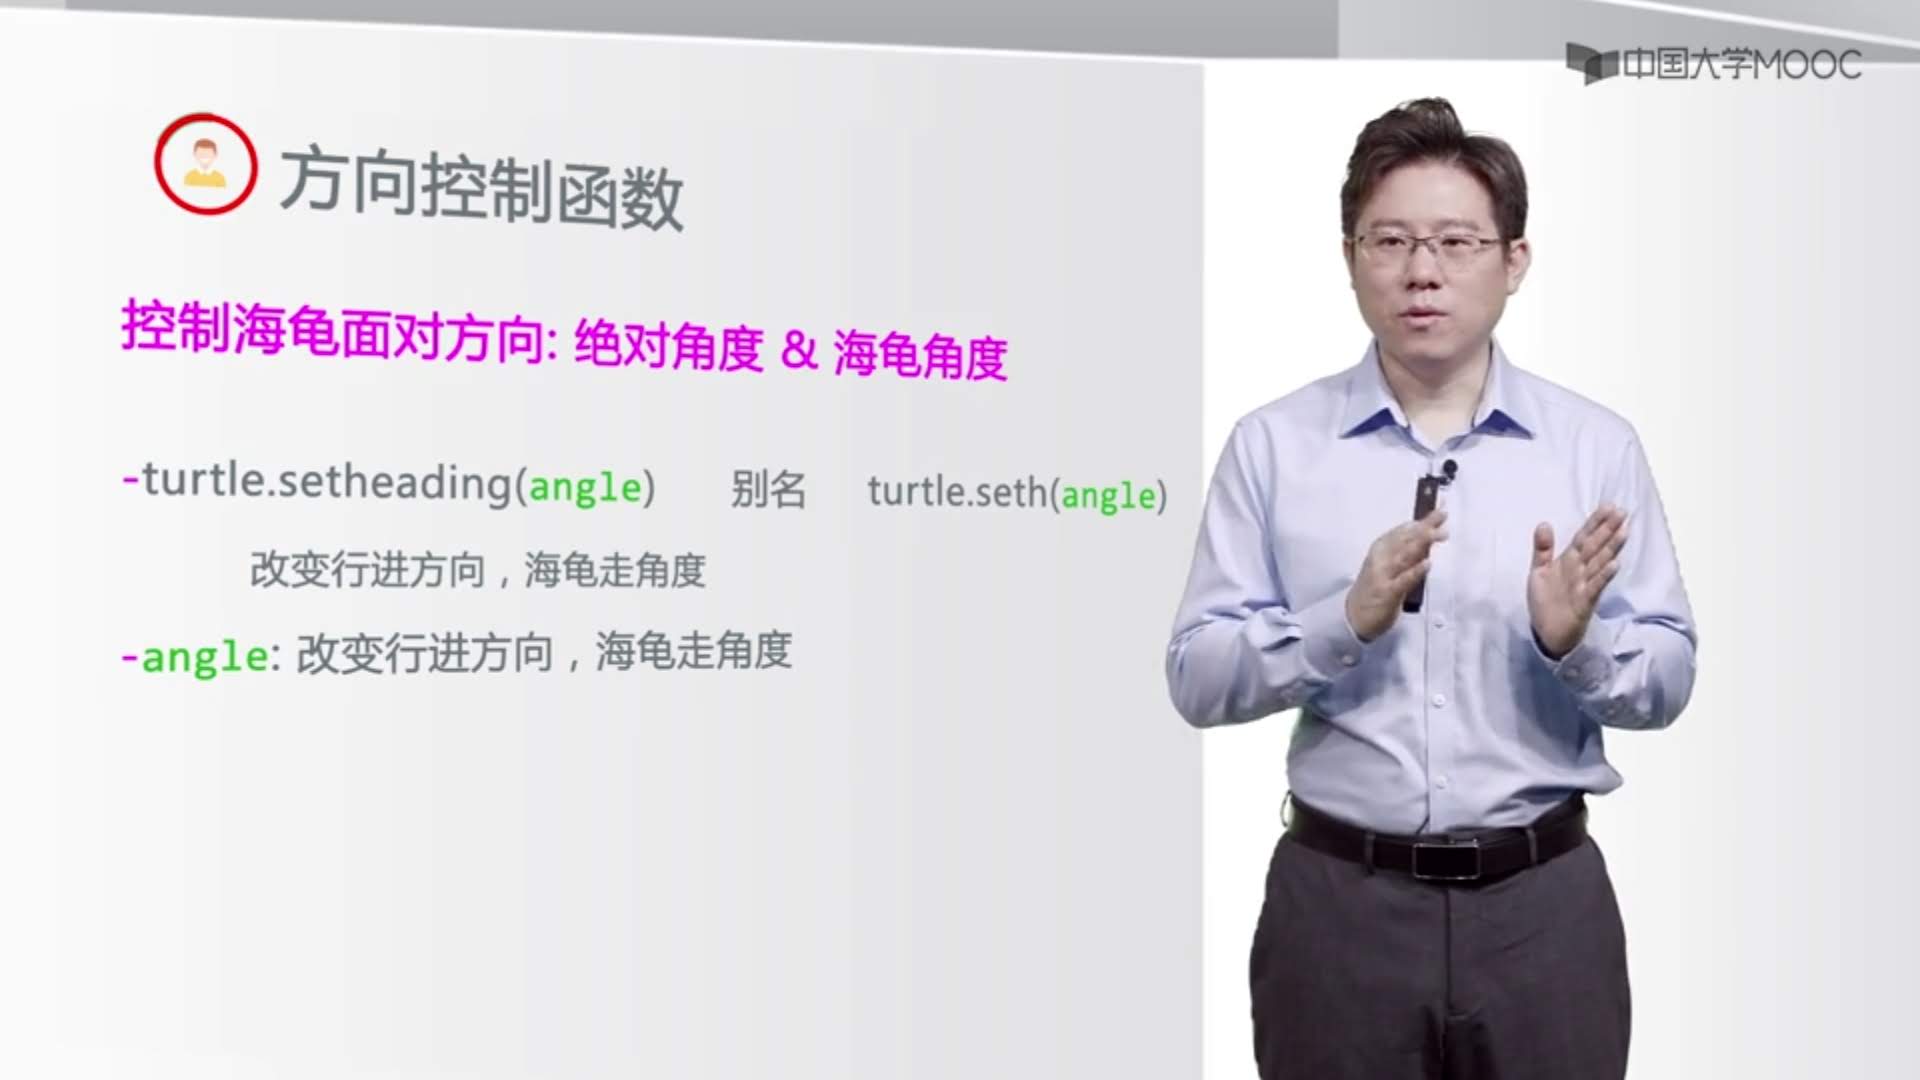 中国大学MOOC
方向控制函数
控制海龟面对方向: 绝对角度 & 海龟角度
-turtle.setheading(angle) 别名 turtle.seth(angle)
改变行进方向，海龟走角度
-angle: 改变行进方向，海龟走角度